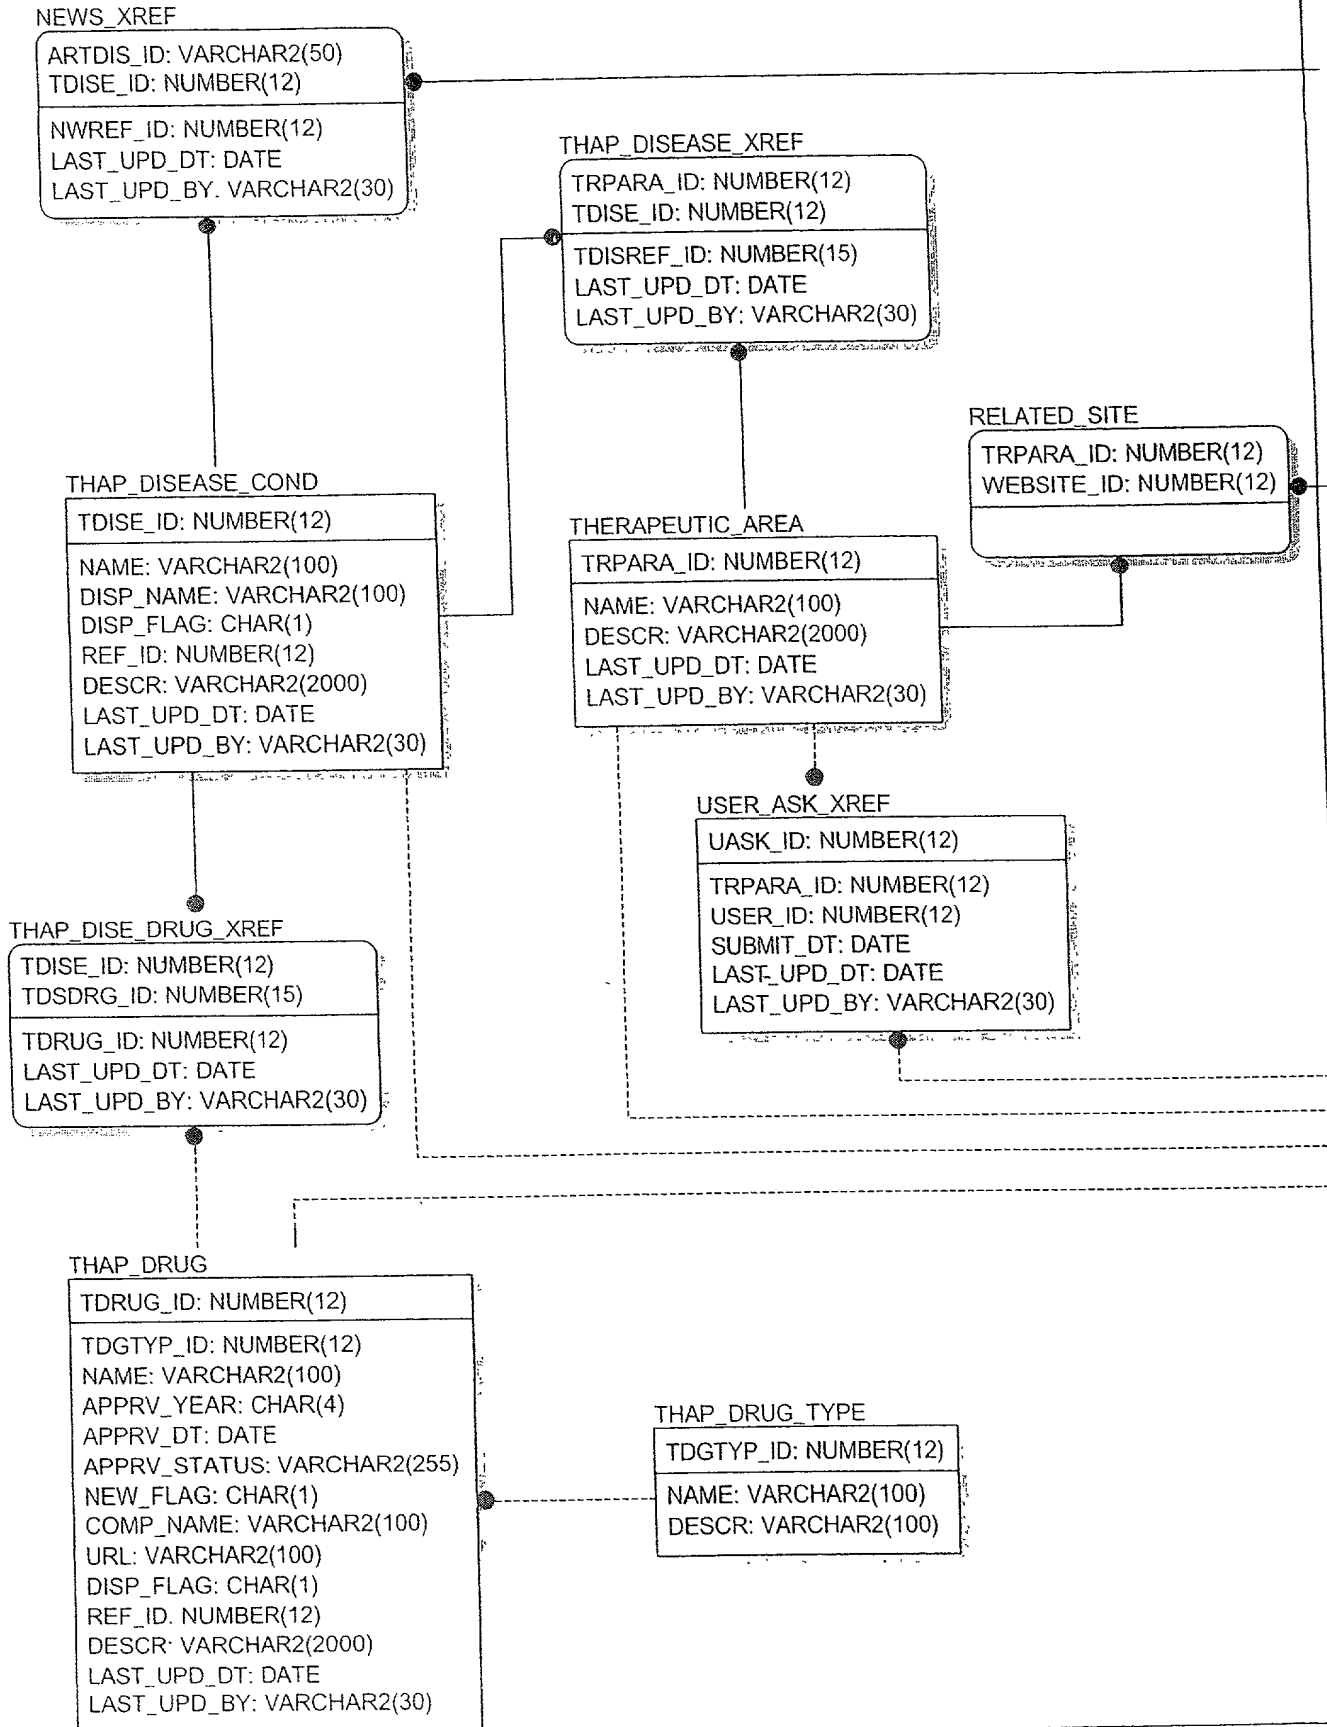 NEWS_XREF
ARTDIS_ID: VARCHAR2(50)
TDISE_ID: NUMBER(12)
NWREF_ID: NUMBER(12)
LAST_UPD_DT: DATE
LAST_UPD_BY. VARCHAR2(30)
THAP_DISEASE_XREF
TRPARA_ID: NUMBER(12)
TDISE_ID: NUMBER(12)
TDISREF_ID: NUMBER(15)
LAST_UPD_DT: DATE
LAST_UPD_BY: VARCHAR2(30)
RELATED_SITE
TRPARA_ID: NUMBER(12)
WEBSITE_ID: NUMBER(12)
THAP_DISEASE_COND
TDISE_ID: NUMBER(12)
NAME: VARCHAR2(100)
DISP_NAME: VARCHAR2(100)
DISP_FLAG: CHAR(1)
REF_ID: NUMBER(12)
DESCR: VARCHAR2(2000)
LAST_UPD_DT: DATE
LAST_UPD_BY: VARCHAR2(30)
THERAPEUTIC_AREA
TRPARA_ID: NUMBER(12)
NAME: VARCHAR2(100)
DESCR: VARCHAR2(2000)
LAST_UPD_DT: DATE
LAST_UPD_BY: VARCHAR2(30)
USER_ASK_XREF
UASK_ID: NUMBER(12)
TRPARA_ID: NUMBER(12)
USER_ID: NUMBER(12)
SUBMIT_DT: DATE
LAST_UPD_DT: DATE
LAST_UPD_BY: VARCHAR2(30)
THAP_DISE_DRUG_XREF
TDISE_ID: NUMBER(12)
TDSDRG_ID: NUMBER(15)
TDRUG_ID: NUMBER(12)
LAST_UPD_DT: DATE
LAST_UPD_BY: VARCHAR2(30)
THAP_DRUG
TDRUG_ID: NUMBER(12)
TDGTYP_ID: NUMBER(12)
NAME: VARCHAR2(100)
APPRV_YEAR: CHAR(4)
APPRV_DT: DATE
APPRV_STATUS: VARCHAR2(255)
NEW_FLAG: CHAR(1)
COMP_NAME: VARCHAR2(100)
URL: VARCHAR2(100)
DISP_FLAG: CHAR(1)
REF_ID. NUMBER(12)
DESCR: VARCHAR2(2000)
LAST_UPD_DT: DATE
LAST_UPD_BY: VARCHAR2(30)
THAP_DRUG_TYPE
TDGTYP_ID: NUMBER(12)
NAME: VARCHAR2(100)
DESCR: VARCHAR2(100)